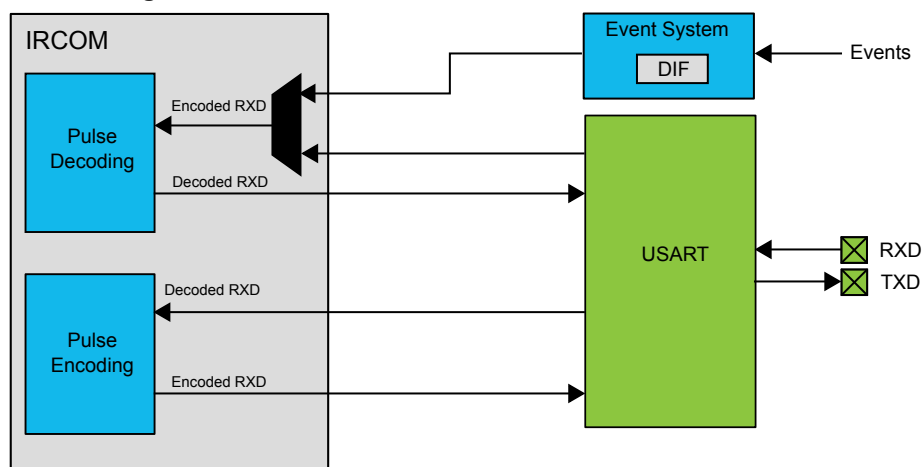 IRCOM
Event System
DIF
Events
Encoded RXD
Pulse
Decoding
Decoded RXD
USART
RXD
TXD
Decoded RXD
Pulse
Encoding
Encoded RXD